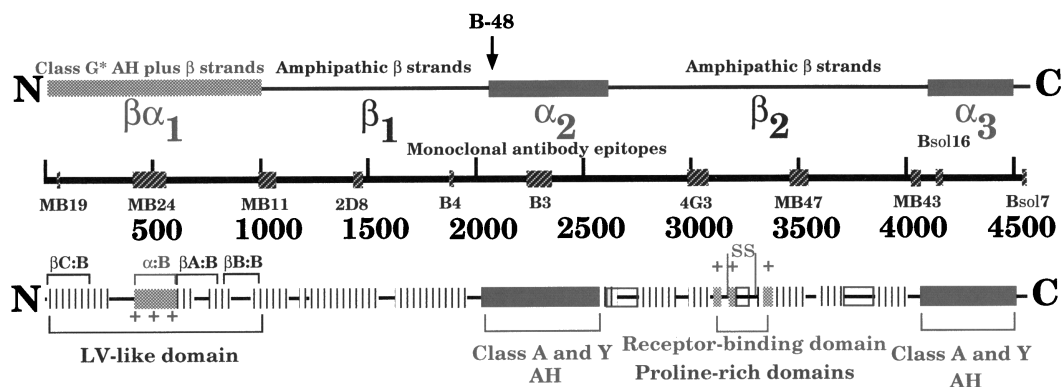 B-48
Class G* AH plus β strands Amphipathic β strands Amphipathic β strands
N C
βα1 β1 α2 β2 α3
Monoclonal antibody epitopes Bsol16
MB19 MB24 MB11 2D8 B4 B3 4G3 MB47 MB43 Bsol7
500 1000 1500 2000 2500 3000 3500 4000 4500
SS
βC:B α:B βA:B βB:B
+ + +
N C
+ + +
LV-like domain Class A and Y AH Receptor-binding domain Class A and Y AH
Proline-rich domains